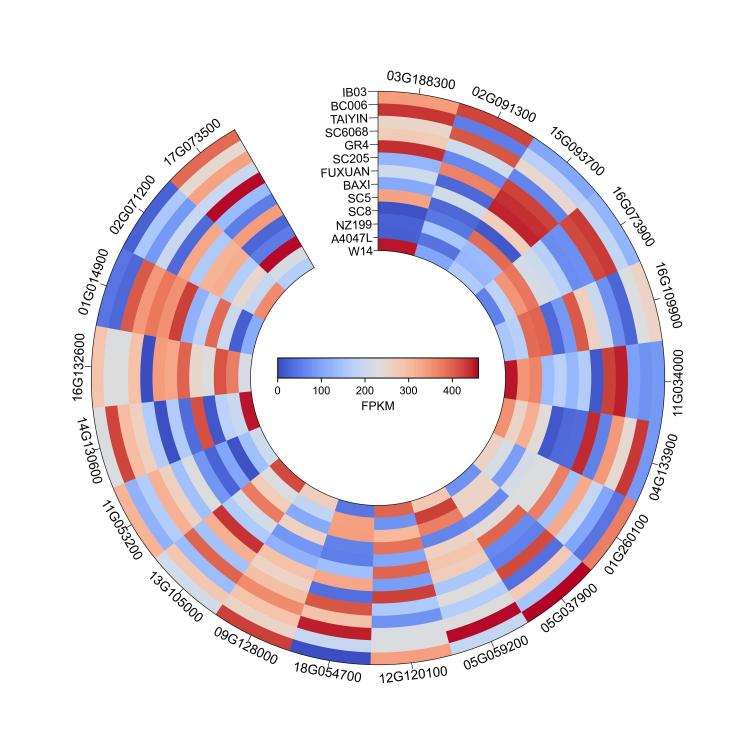 03G188300
02G091300
15G093700
16G073900
16G109900
11G034000
04G133900
01G260100
05G037900
05G059200
12G120100
18G054700
09G128000
13G105000
11G053200
14G130600
16G132600
01G014900
02G071200
17G073500
IB03
BC006
TAIYIN
SC6068
GR4
SC205
FUXUAN
BAXI
SC5
SC8
NZ199
A4047L
W14
0 100 200 300 400
FPKM